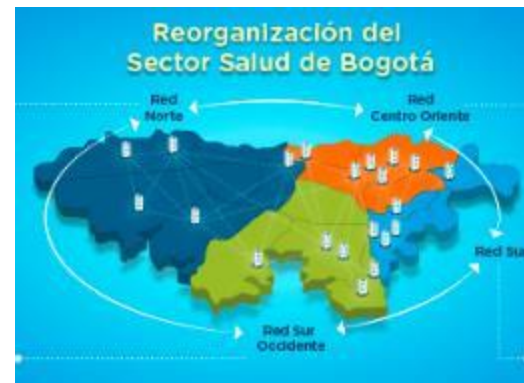 Reorganización del
Sector Salud de Bogotá
Red
Norte
Red
Centro Oriente
Red Sur
Red Sur
Occidente